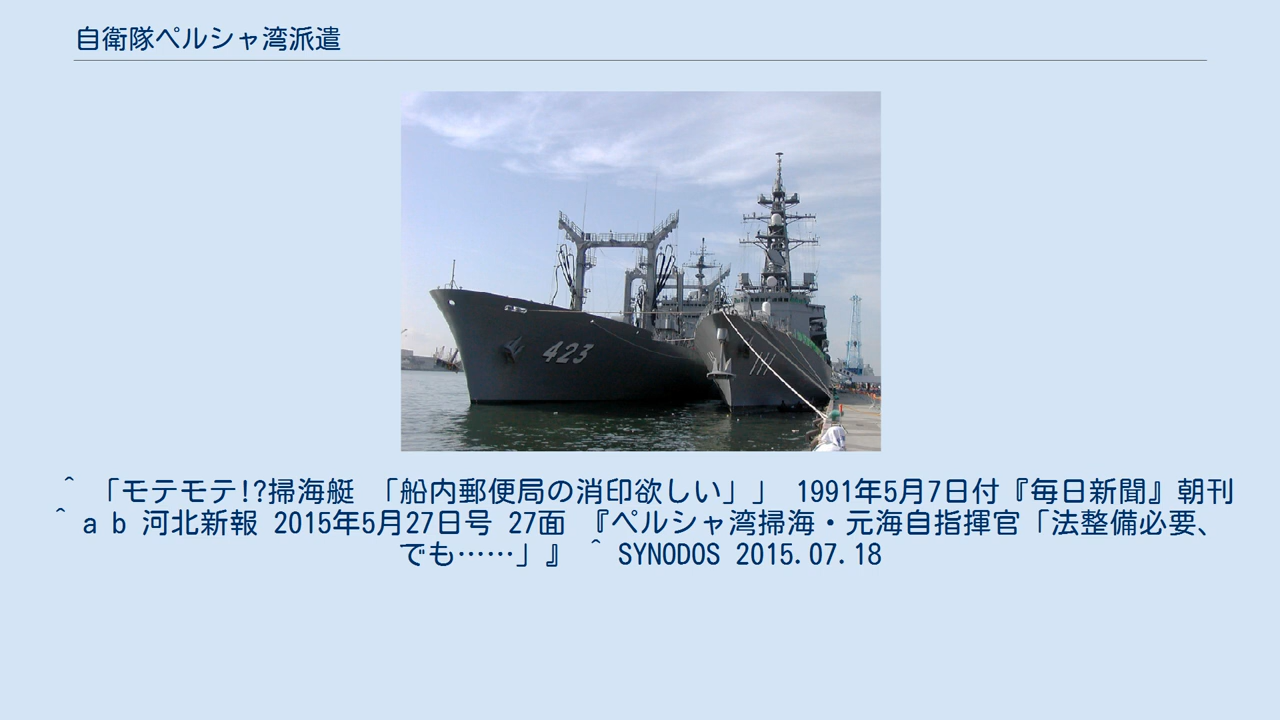 自衛隊ペルシャ湾派遣
423
111
^ 「モテモテ!?掃海艇 「船内郵便局の消印欲しい」」 1991年5月7日付『毎日新聞』朝刊
^ a b 河北新報 2015年5月27日号 27面 『ペルシャ湾掃海・元海自指揮官「法整備必要、
でも……」』 ^ SYNODOS 2015.07.18